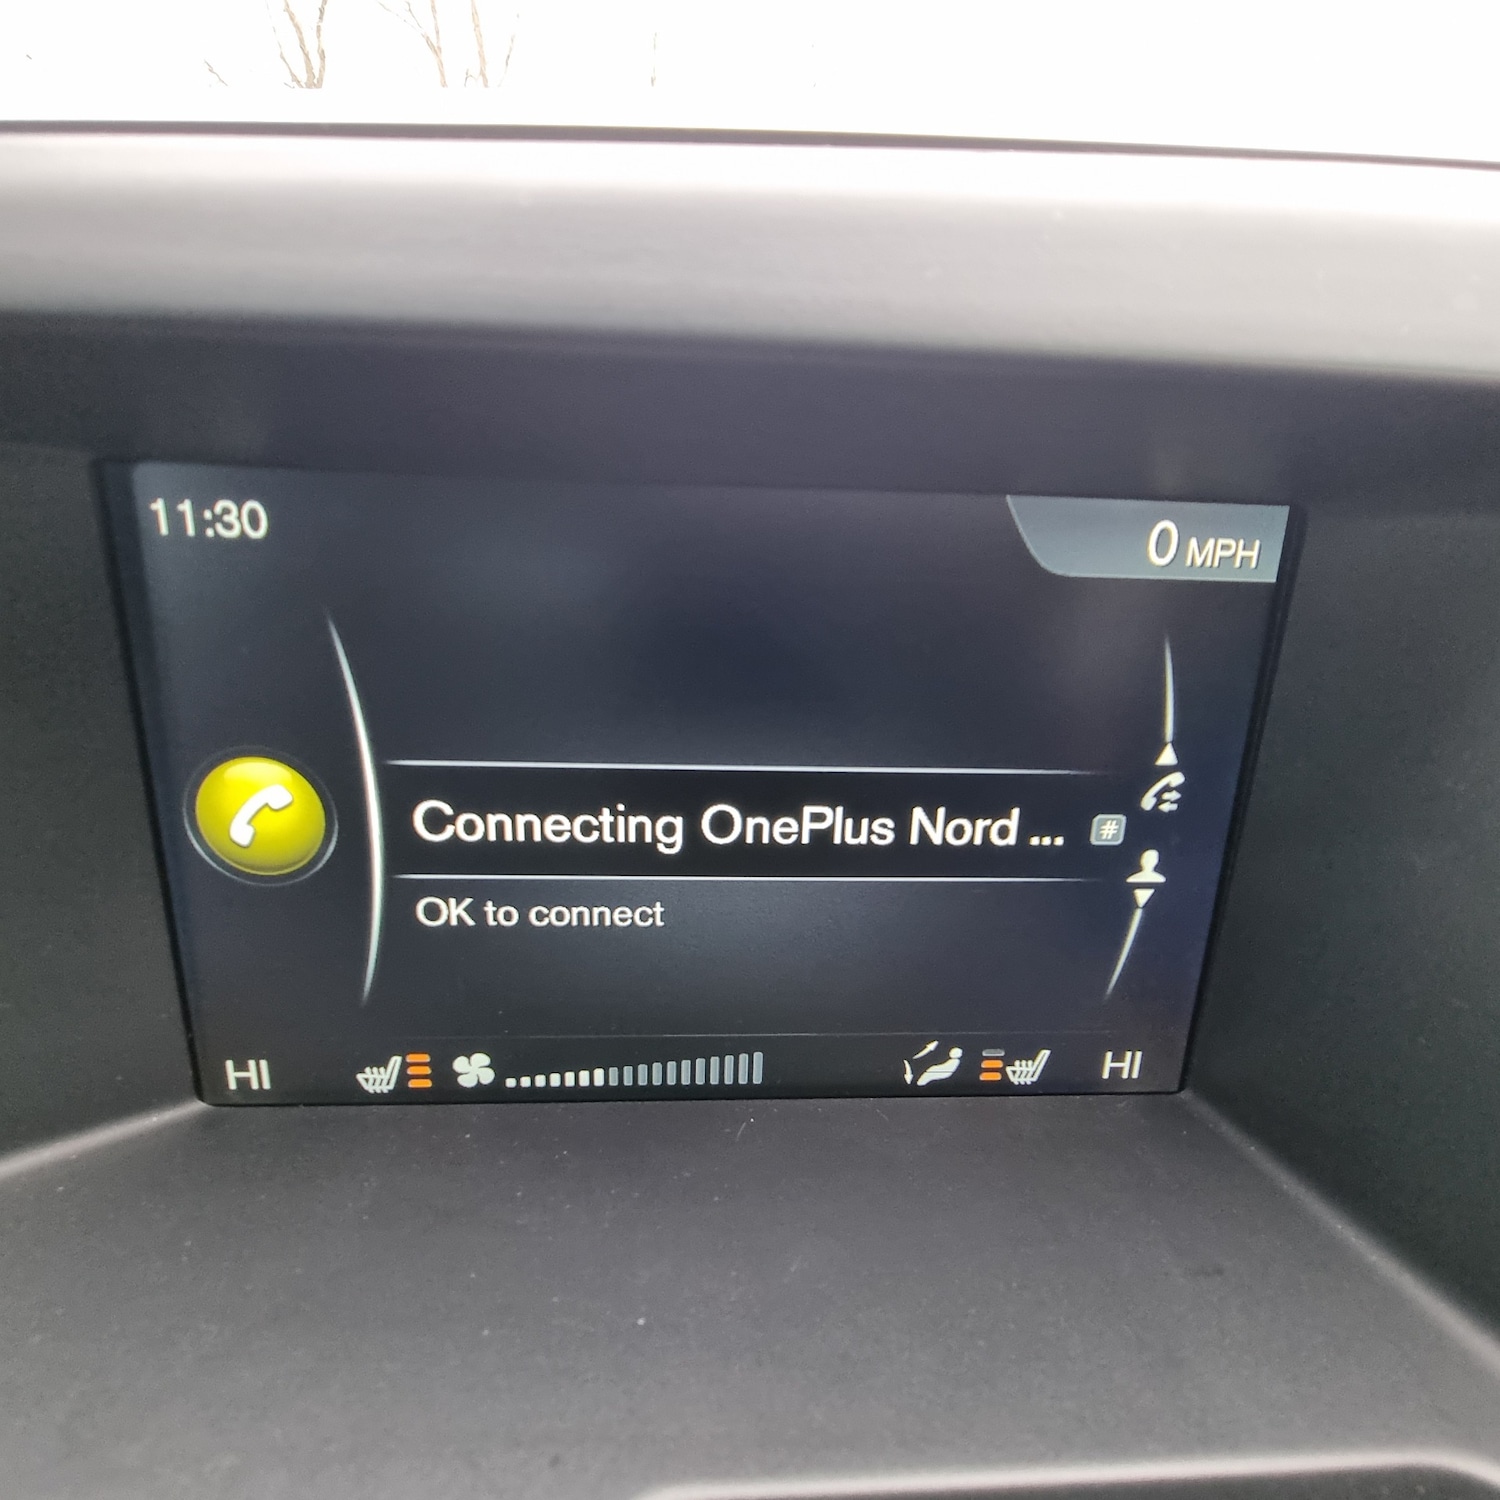 11:30
0 MPH
Connecting OnePlus Nord ... #
OK to connect
HI HI